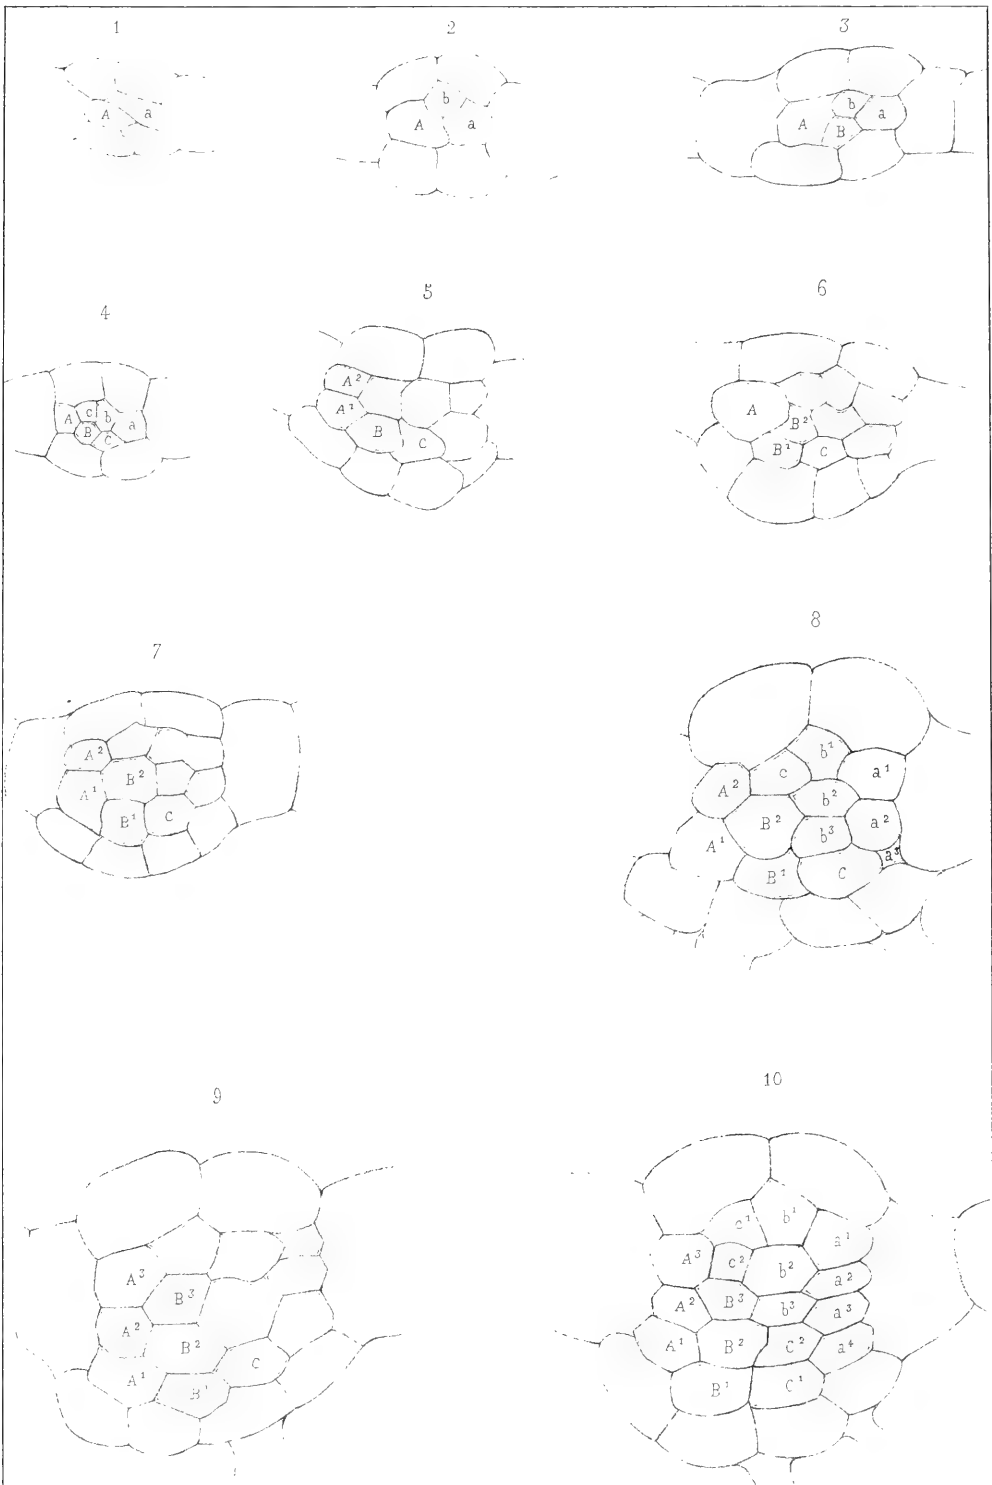 1
2
3
A a
b
A a
b
A B a
4
5
6
A c b a
B C
A²
A¹
B C
A
B²
B¹ C
7
8
A²
A¹ B²
B¹ C
b¹
A² c a¹
b²
B² b³ a²
A¹ a³
B¹ C
9
10
A³
B³
A²
B²
A¹ C
B¹
c¹ b¹ a¹
A³ c² b² a²
A² B³ b³ a³
A¹ B² C² a⁴
B¹ C¹